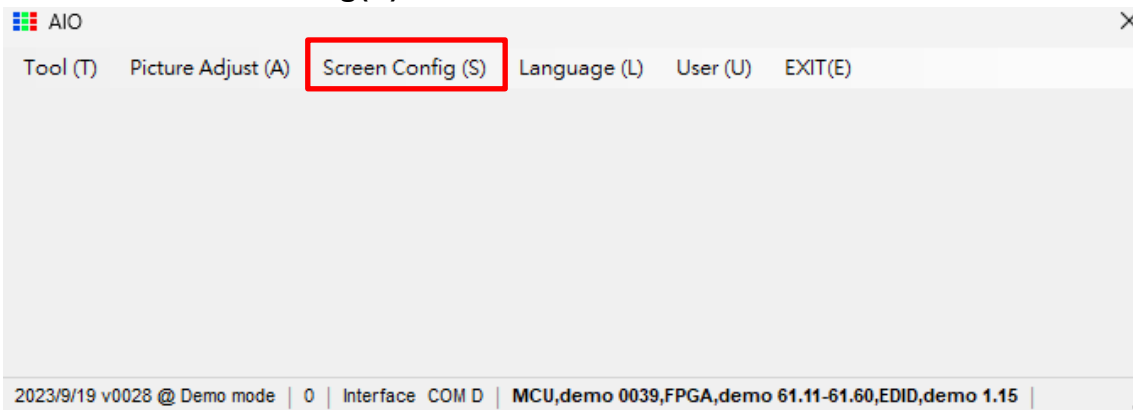 AIO
Tool (T) Picture Adjust (A) Screen Config (S) Language (L) User (U) EXIT(E)
2023/9/19 v0028 @ Demo mode | 0 | Interface COM D | MCU,demo 0039,FPGA,demo 61.11-61.60,EDID,demo 1.15 |